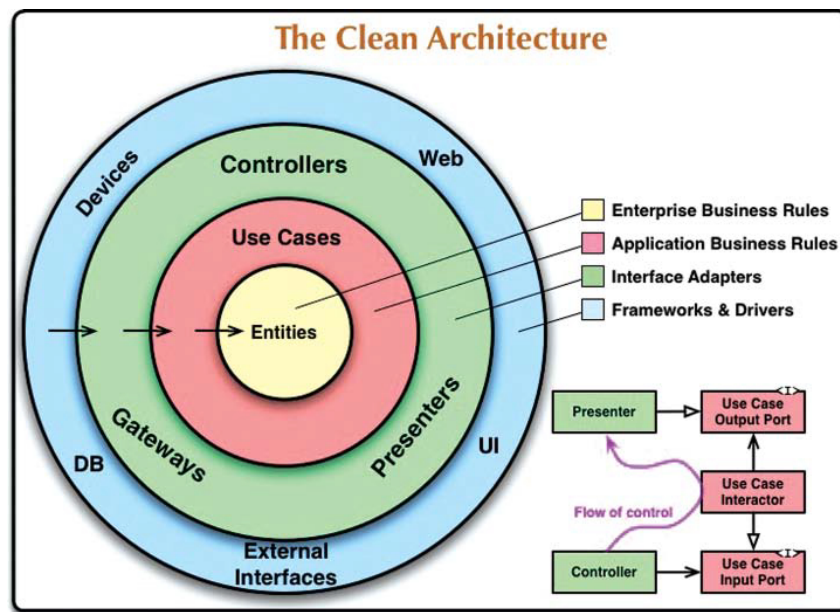 The Clean Architecture
Devices
Web
Controllers
Use Cases
Entities
Gateways
Presenters
DB
UI
External
Interfaces
Enterprise Business Rules
Application Business Rules
Interface Adapters
Frameworks & Drivers
Presenter
<I>
Use Case
Output Port
Use Case
Interactor
Flow of control
Controller
<I>
Use Case
Input Port